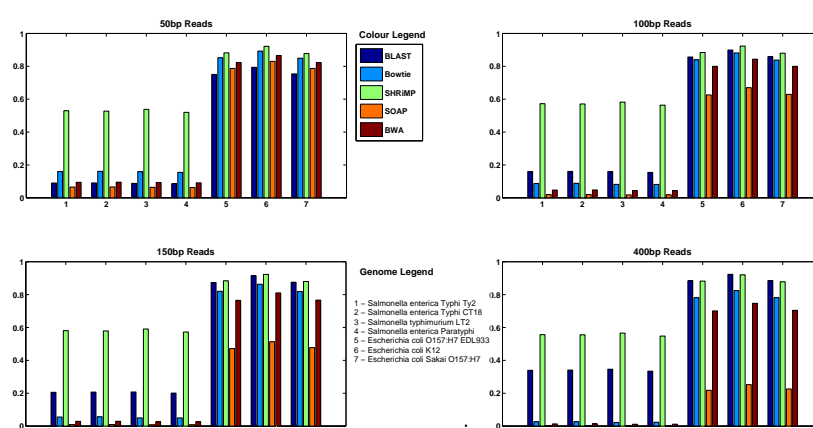 50bp Reads
1
0.8
0.6
0.4
0.2
0
1 2 3 4 5 6 7
Colour Legend
BLAST
Bowtie
SHRiMP
SOAP
BWA
100bp Reads
1
0.8
0.6
0.4
0.2
0
1 2 3 4 5 6 7
150bp Reads
1
0.8
0.6
0.4
0.2
0
Genome Legend
1 – Salmonella enterica Typhi Ty2
2 – Salmonella enterica Typhi CT18
3 – Salmonella typhimurium LT2
4 – Salmonella enterica Paratyphi
5 – Escherichia coli O157:H7 EDL933
6 – Escherichia coli K12
7 – Escherichia coli Sakai O157:H7
400bp Reads
1
0.8
0.6
0.4
0.2
0